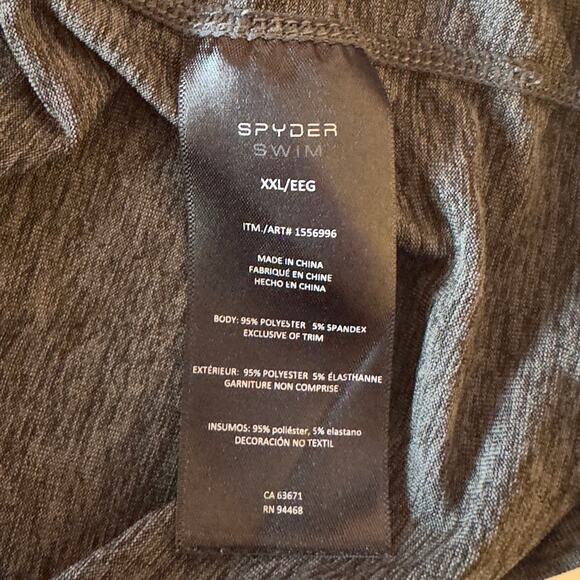 SPYDER
SWIM
XXL/EEG
ITM./ART# 1556996
MADE IN CHINA
FABRIQUÉ EN CHINE
HECHO EN CHINA
BODY: 95% POLYESTER 5% SPANDEX
EXCLUSIVE OF TRIM
EXTÉRIEUR: 95% POLYESTER 5% ÉLASTHANNE
GARNITURE NON COMPRISE
INSUMOS: 95% poliéster, 5% elastano
DECORACIÓN NO TEXTIL
CA 63671
RN 94468